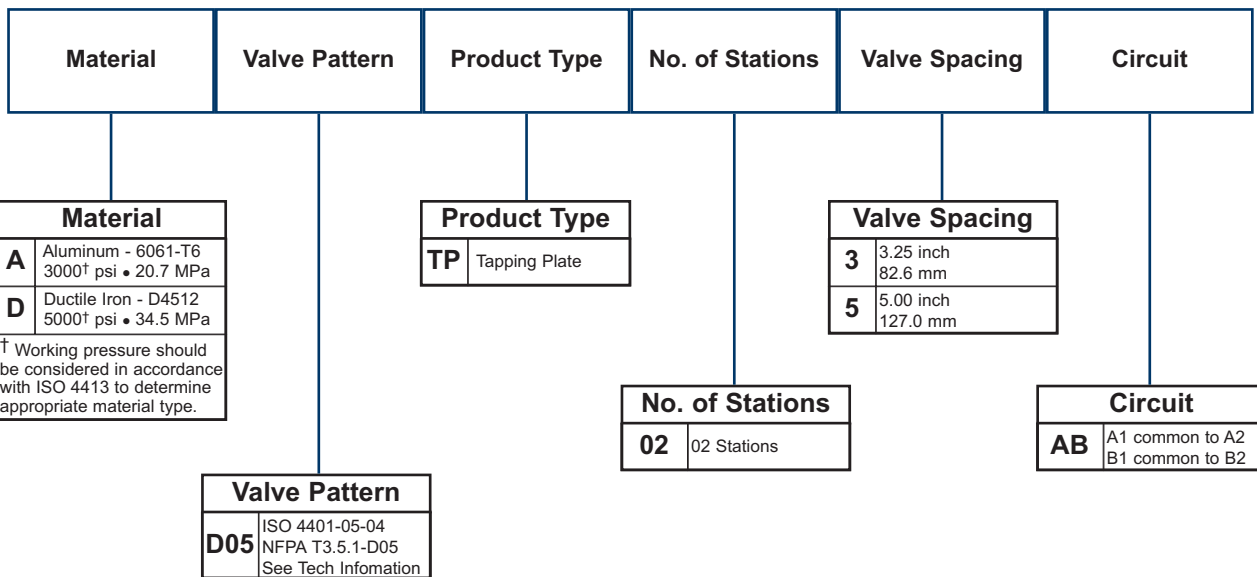 Material Valve Pattern Product Type No. of Stations Valve Spacing Circuit
Material
A Aluminum - 6061-T6
3000† psi • 20.7 MPa
D Ductile Iron - D4512
5000† psi • 34.5 MPa
† Working pressure should
be considered in accordance
with ISO 4413 to determine
appropriate material type.
Valve Pattern
D05 ISO 4401-05-04
NFPA T3.5.1-D05
See Tech Infomation
Product Type
TP Tapping Plate
No. of Stations
02 02 Stations
Valve Spacing
3 3.25 inch
82.6 mm
5 5.00 inch
127.0 mm
Circuit
AB A1 common to A2
B1 common to B2